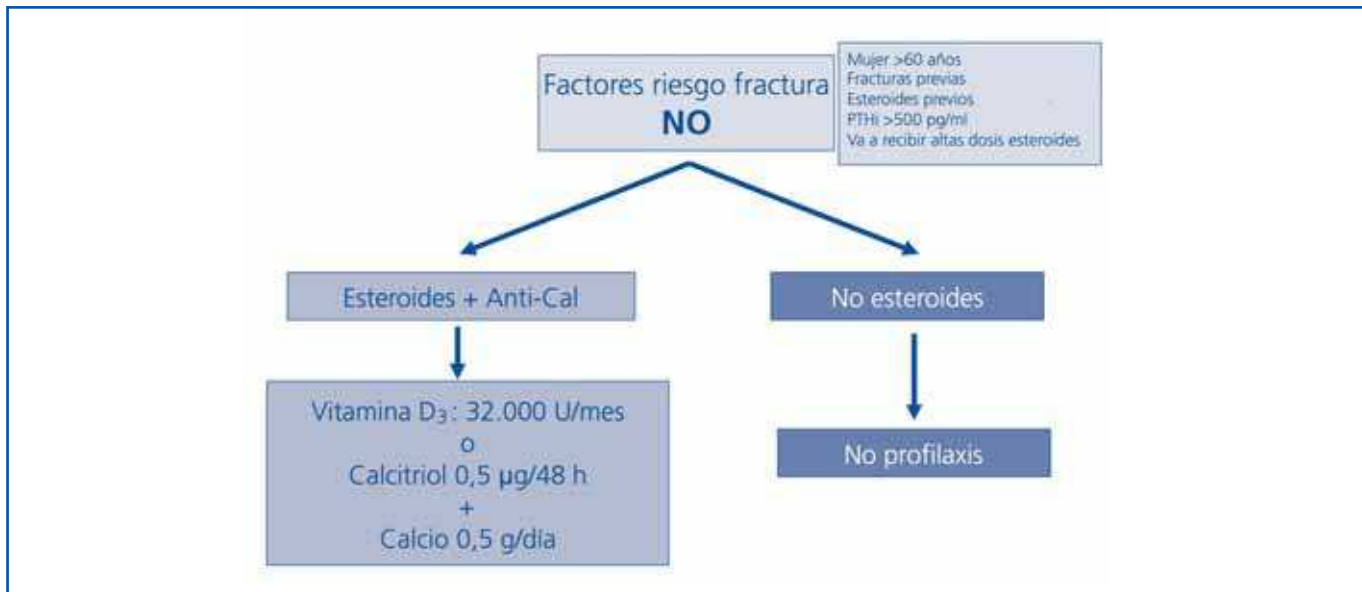 Factores riesgo fractura
NO
Mujer >60 años
Fracturas previas
Esteroides previos
PTHi >500 pg/ml
Va a recibir altas dosis esteroides
Esteroides + Anti-Cal
No esteroides
Vitamina D₃: 32.000 U/mes
o
Calcitriol 0,5 µg/48 h
+
Calcio 0,5 g/día
No profilaxis